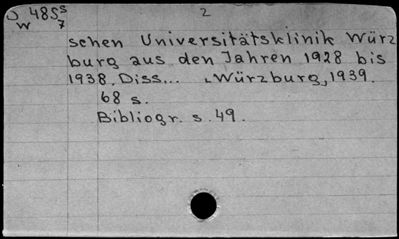 J 485s 2
W 7
schen Universitätsklinik Würz
burg aus den Jahren 1928 bis
1938. Diss... Würzburg, 1939.
68 s.
Bibliogr. s. 49.